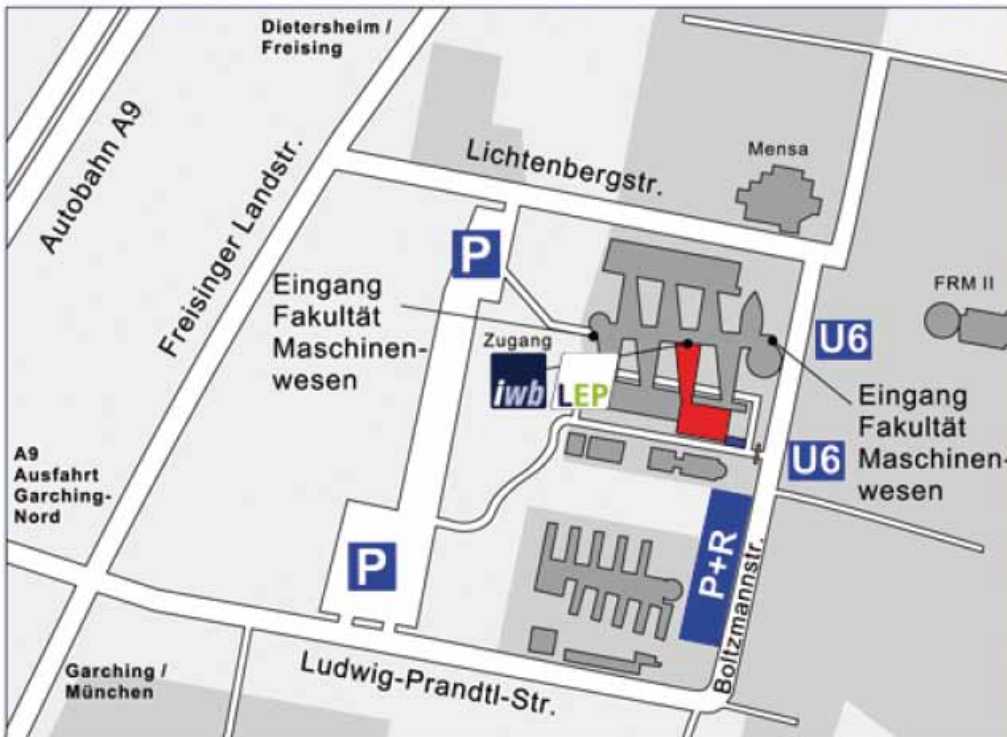 Dietersheim /
Freising
Autobahn A9
Freisinger Landstr.
Lichtenbergstr.
Mensa
P
Eingang
Fakultät
Maschinen-
wesen
FRM II
Zugang
iwb
LEP
U6
Eingang
Fakultät
Maschinen-
wesen
U6
A9
Ausfahrt
Garching-
Nord
P
P+R
Boltzmannstr.
Garching /
München
Ludwig-Prandtl-Str.